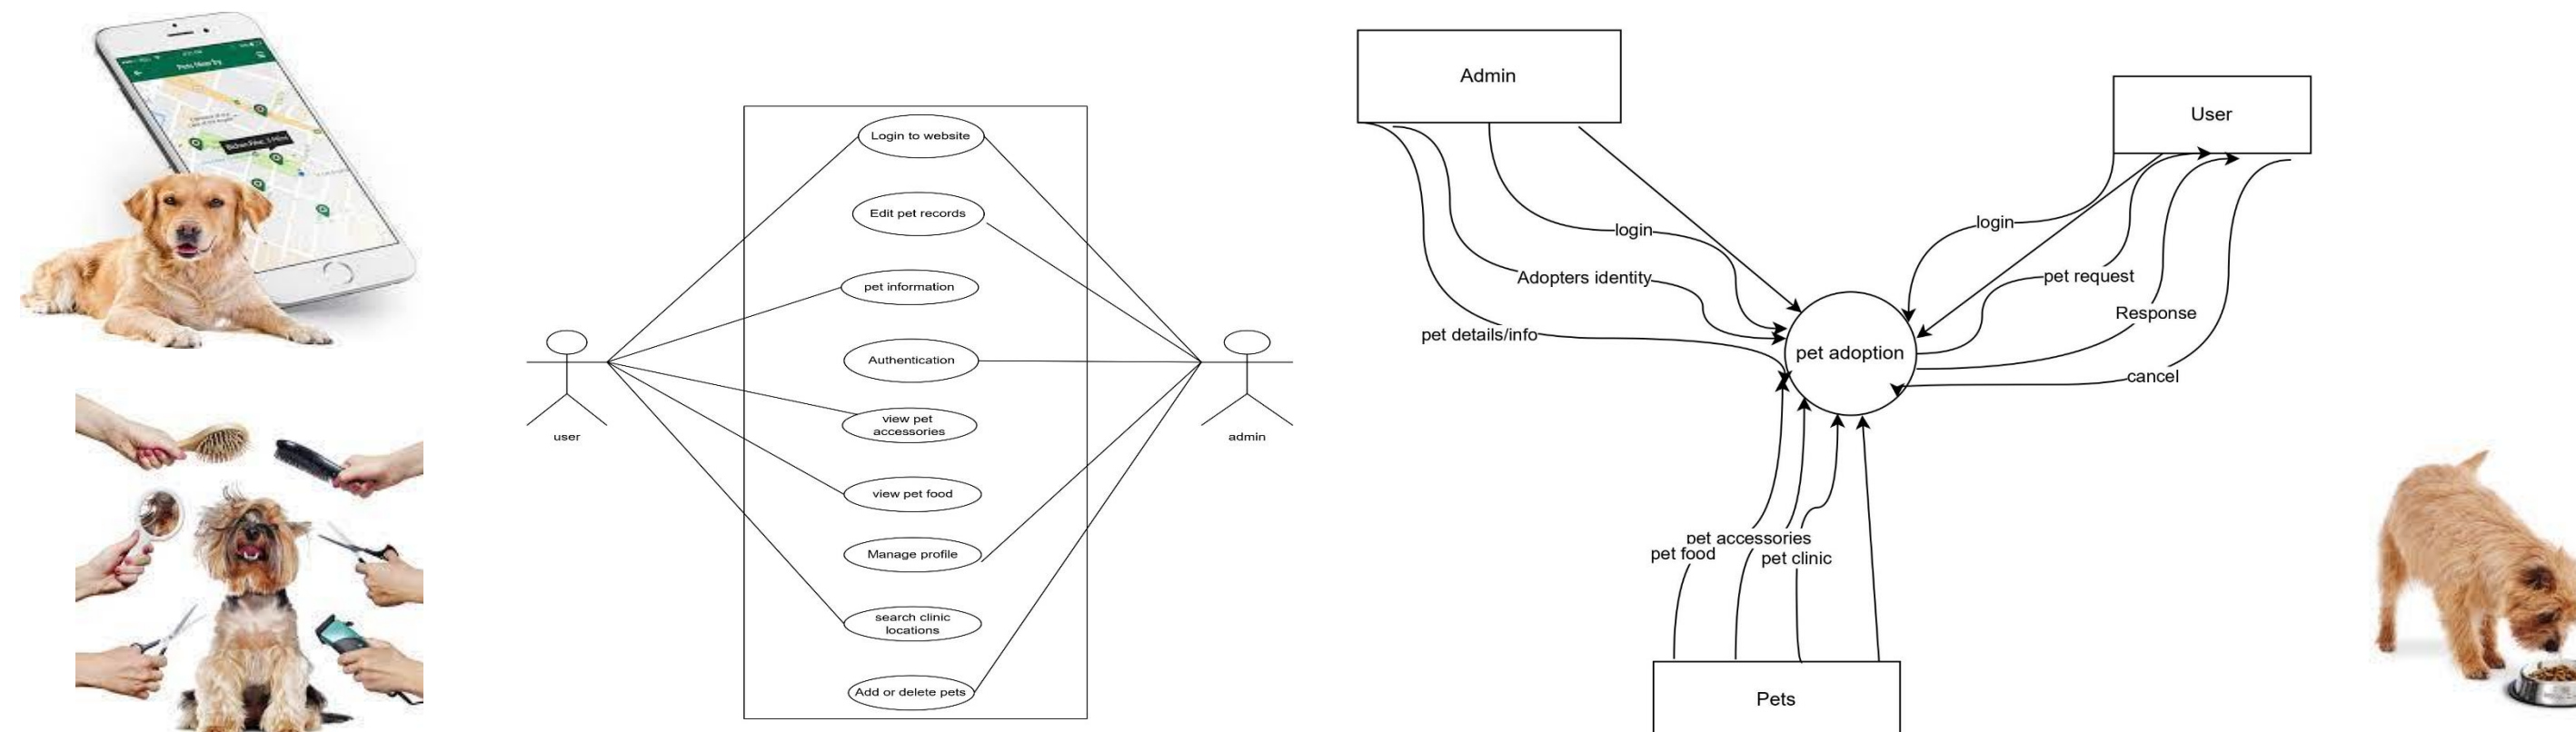 Pets Nearby
Login to website
Edit pet records
pet information
Authentication
view pet
accessories
view pet food
Manage profile
search clinic
locations
Add or delete pets
user
admin
Admin
User
login
login
Adopters identity
pet request
Response
pet details/info
pet adoption
cancel
pet accessories
pet food
pet clinic
Pets